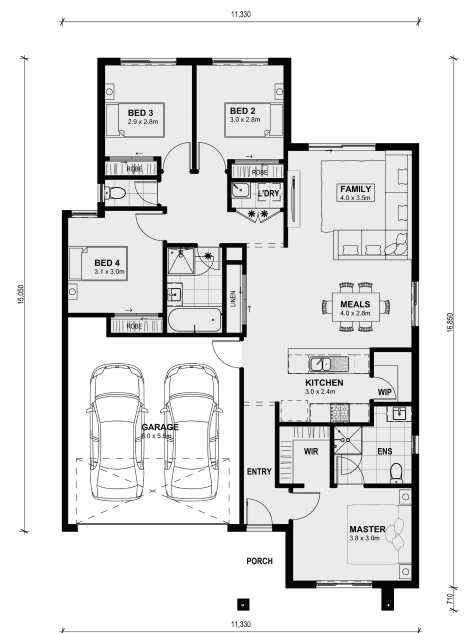 11,330
BED 3
2.9 x 2.8m
BED 2
3.0 x 2.8m
ROBE
ROBE
L'DRY
FAMILY
4.0 x 3.5m
BED 4
3.1 x 3.0m
15,050
LINEN
MEALS
4.0 x 2.8m
16,850
ROBE
KITCHEN
3.0 x 2.4m
WIP
GARAGE
6.0 x 5.5m
WIR
ENS
ENTRY
MASTER
3.8 x 3.0m
PORCH
710
11,330